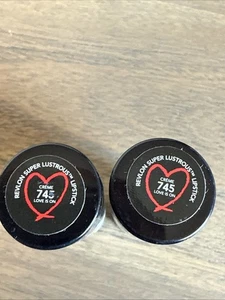 REVLON SUPER LUSTROUS™ LIPSTICK
CRÈME
745
LOVE IS ON
REVLON SUPER LUSTROUS™ LIPSTICK
CRÈME
745
LOVE IS ON